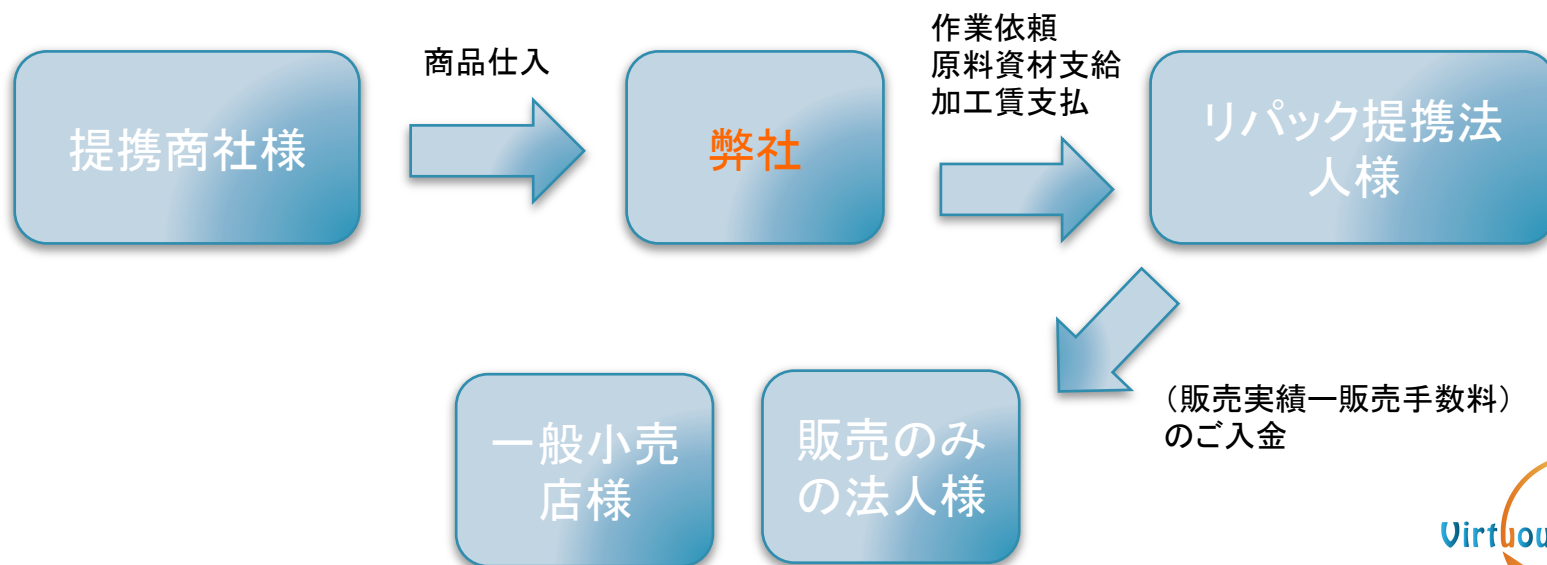 商品仕入
作業依頼
原料資材支給
加工賃支払
提携商社様
弊社
リパック提携法
人様
一般小売
店様
販売のみ
の法人様
（販売実績ー販売手数料）
のご入金